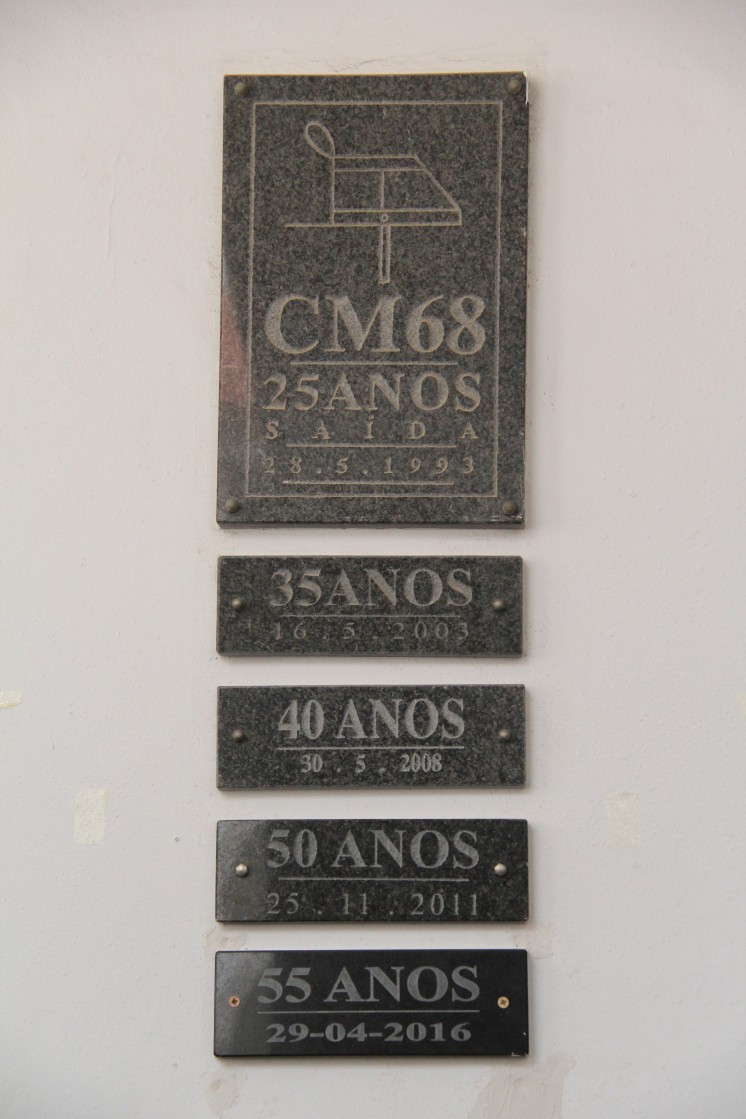 CM68
25ANOS
SAÍDA
28.5.1993
35ANOS
16.5.2003
40 ANOS
30.5.2008
50 ANOS
25.11.2011
55 ANOS
29-04-2016